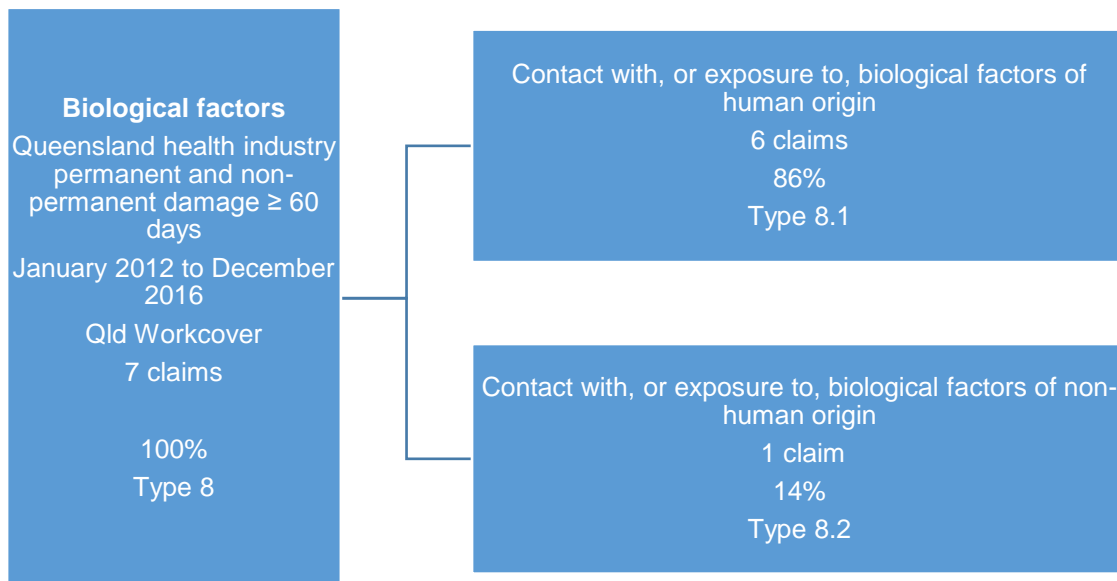 Biological factors
Queensland health industry
permanent and non-
permanent damage ≥ 60
days
January 2012 to December
2016
Qld Workcover
7 claims
100%
Type 8
Contact with, or exposure to, biological factors of
human origin
6 claims
86%
Type 8.1
Contact with, or exposure to, biological factors of non-
human origin
1 claim
14%
Type 8.2